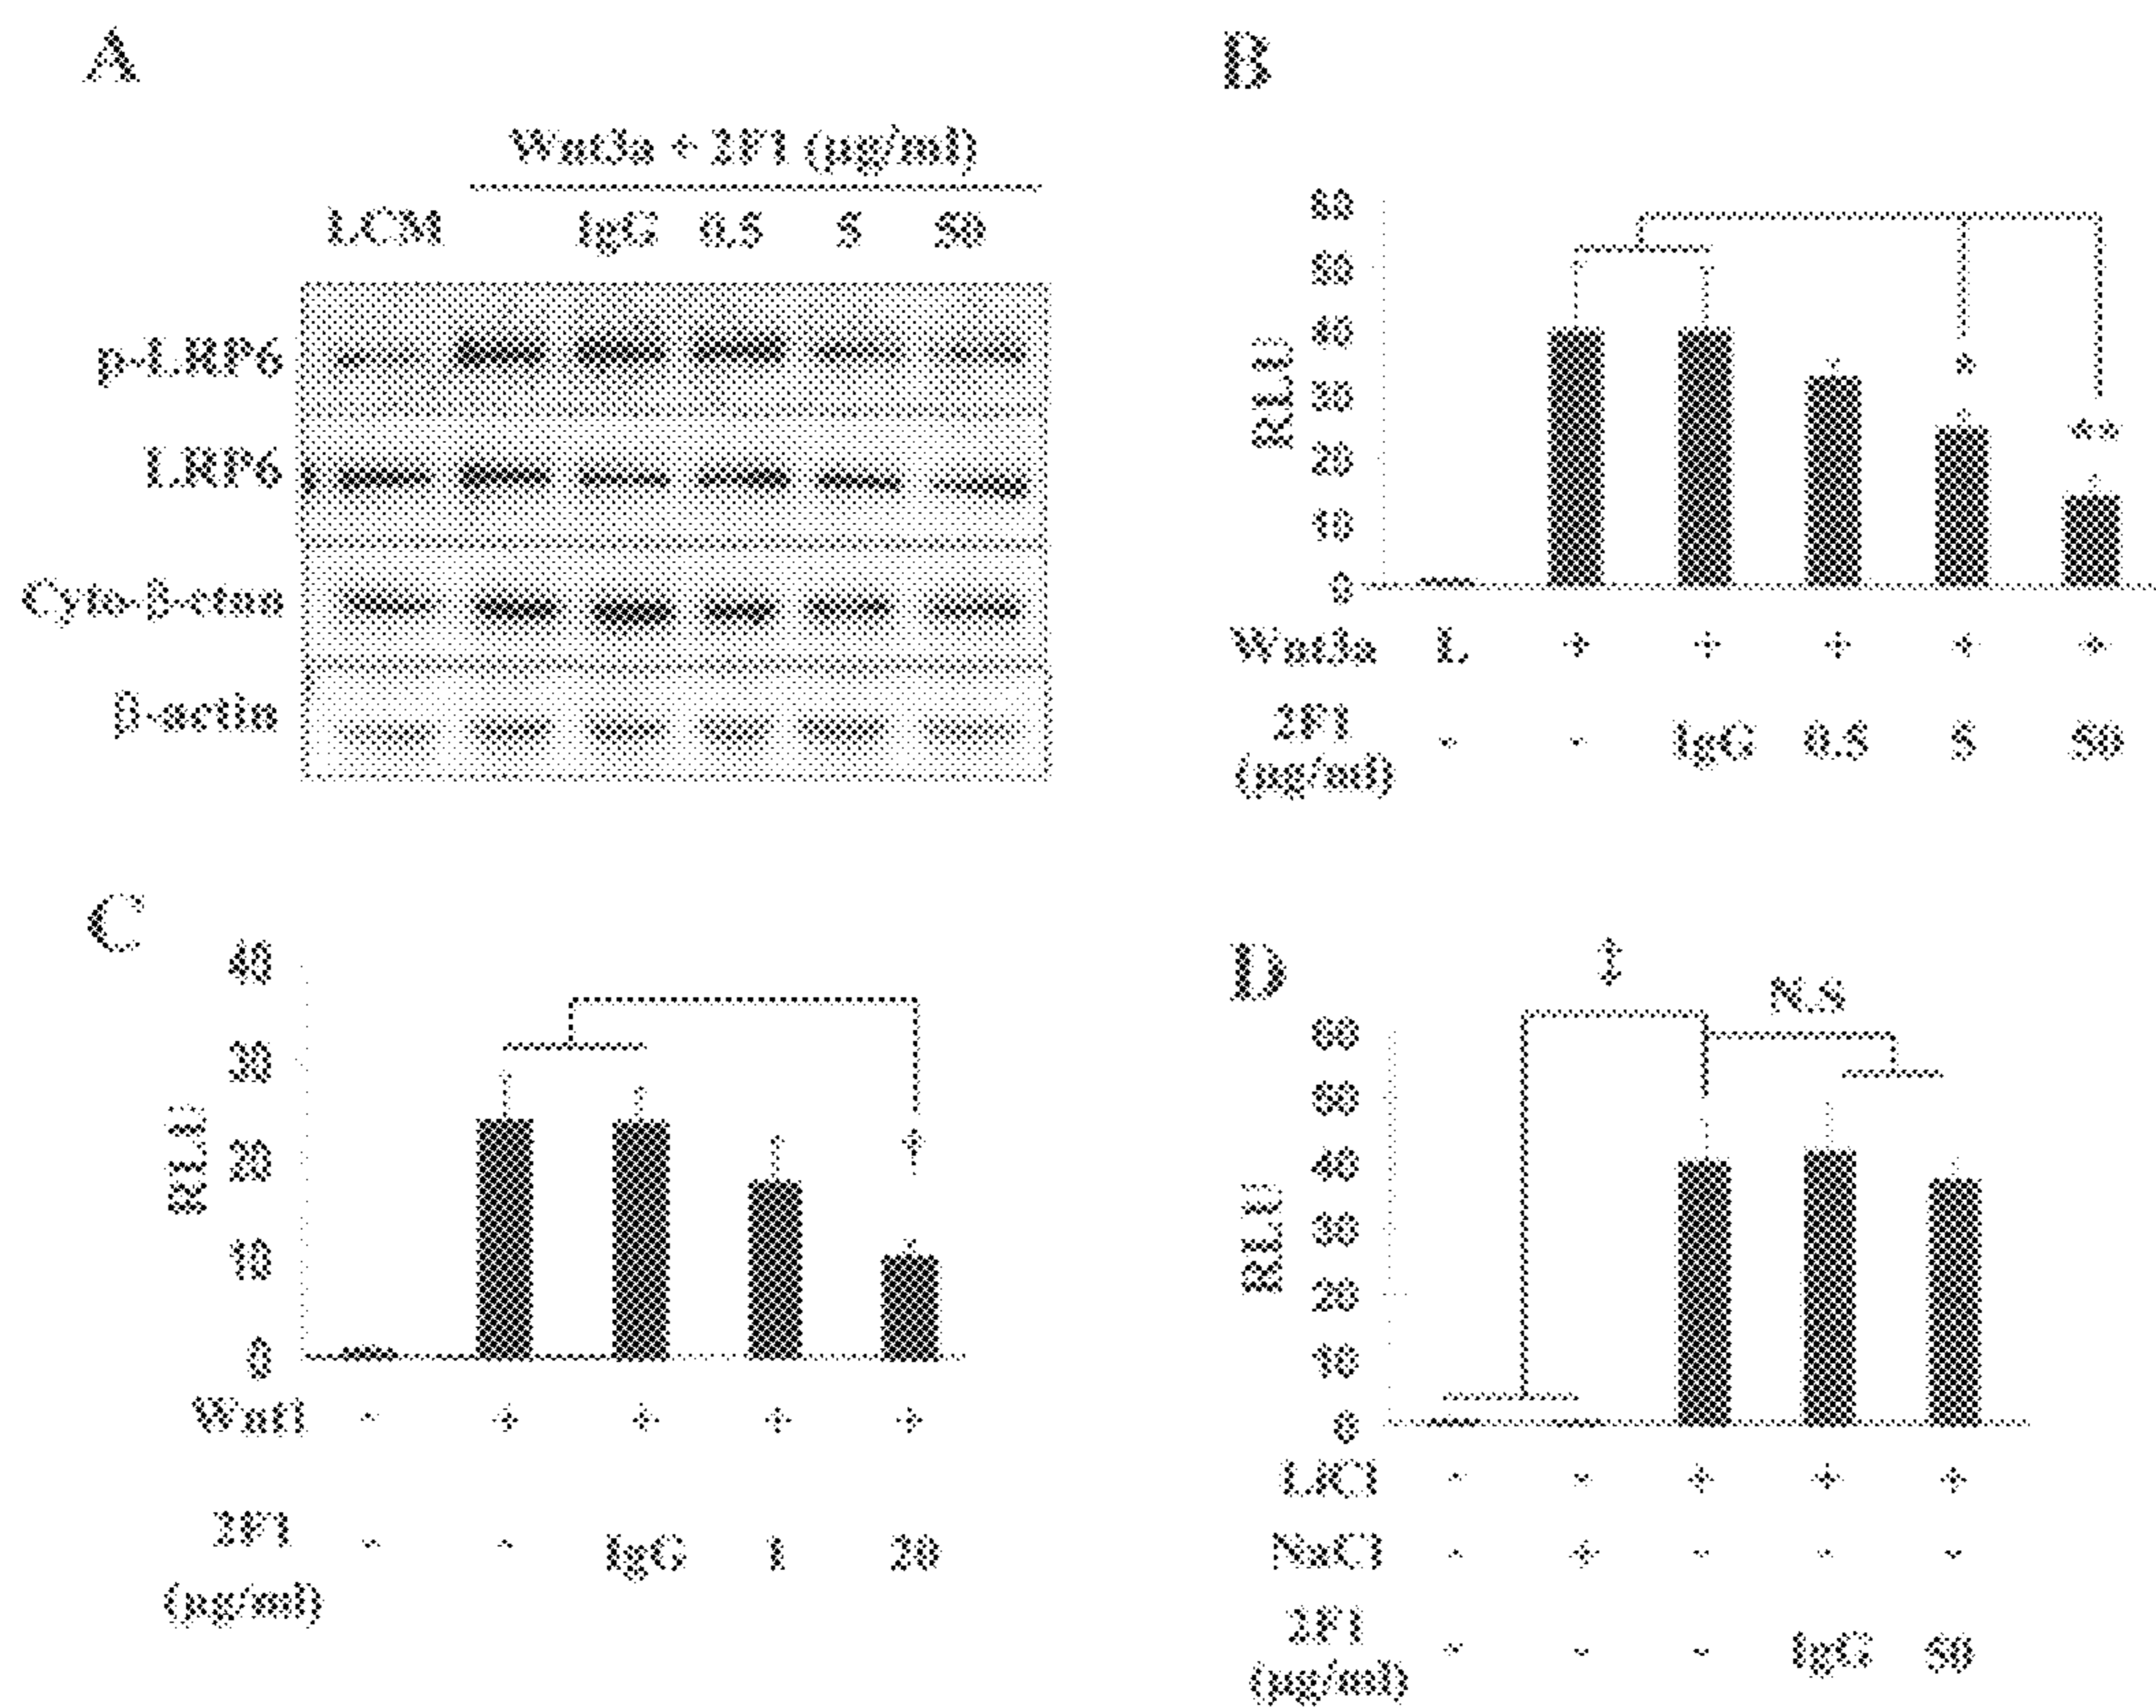 A
Wnt3a + 2F1 (μg/ml)
LCM IgG 0.5 5 50
p-LRP6
LRP6
Cyto-β-ctnn
β-actin
B
60
50
40
30
20
10
0
RLU
*
**
Wnt3a L + + + + +
2F1 - - IgG 0.5 5 50
(μg/ml)
C
40
30
20
10
0
RLU
†
Wnt1 - + + + +
2F1 - - IgG 1 20
(μg/ml)
D
‡
N.S
60
50
40
30
20
10
0
RLU
LiCl - - + + +
NaCl - + - - -
2F1 - - - IgG 50
(μg/ml)